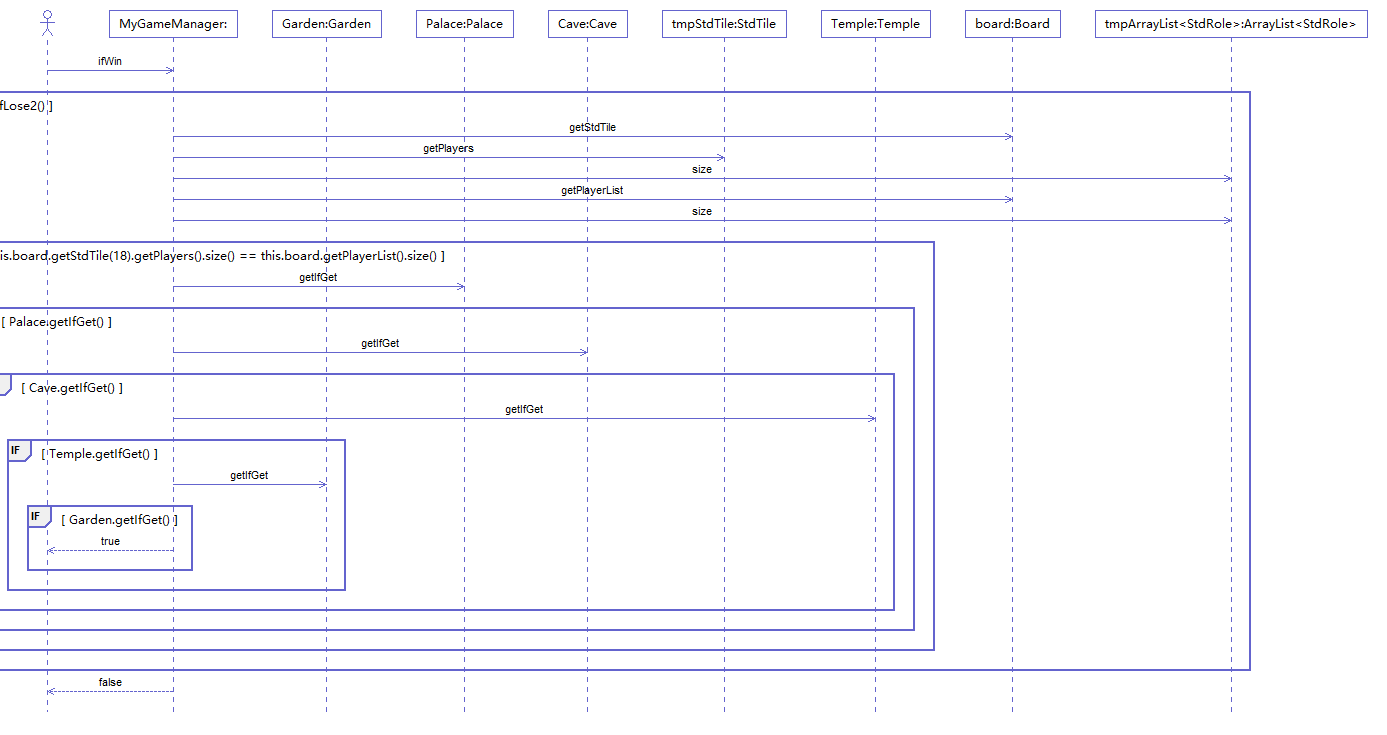 MyGameManager:
Garden:Garden
Palace:Palace
Cave:Cave
tmpStdTile:StdTile
Temple:Temple
board:Board
tmpArrayList<StdRole>:ArrayList<StdRole>
ifWin
fLose2() ]
getStdTile
getPlayers
size
getPlayerList
size
is.board.getStdTile(18).getPlayers().size() == this.board.getPlayerList().size() ]
getIfGet
[ Palace.getIfGet() ]
getIfGet
[ Cave.getIfGet() ]
getIfGet
IF [ Temple.getIfGet() ]
getIfGet
IF [ Garden.getIfGet() ]
true
false